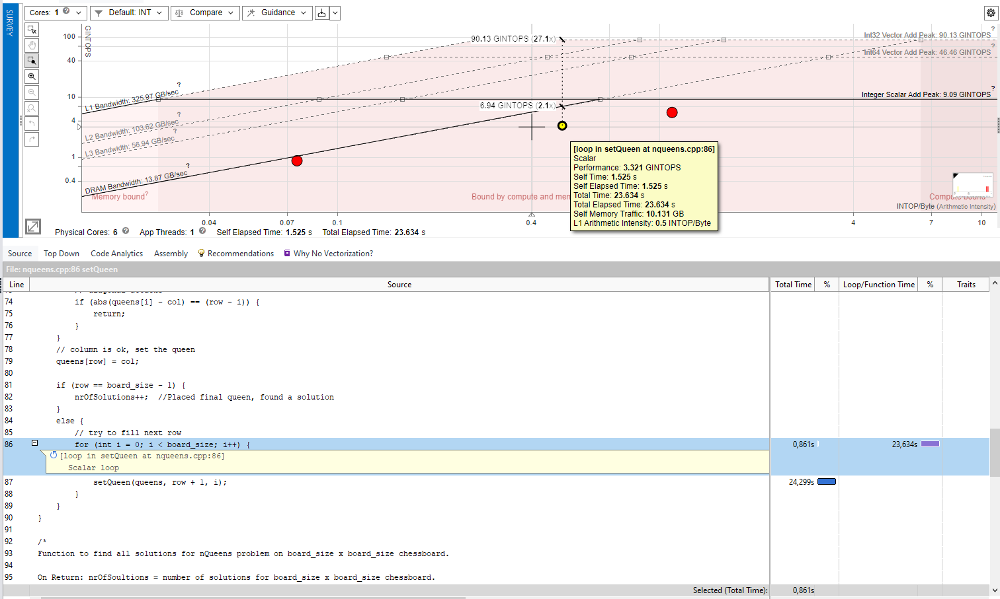 SURVEY
Cores: 1 ?
Default: INT
Compare
Guidance
GINTOPS
100
40
10
4
1
0.4
90.13 GINTOPS (27.1x)
Int32 Vector Add Peak: 90.13 GINTOPS
?
Int64 Vector Add Peak: 46.46 GINTOPS
?
Integer Scalar Add Peak: 9.09 GINTOPS
?
L1 Bandwidth: 325.97 GB/sec
?
6.94 GINTOPS (2.1x)
L2 Bandwidth: 103.62 GB/sec
?
L3 Bandwidth: 56.94 GB/sec
?
DRAM Bandwidth: 13.87 GB/sec
?
[loop in setQueen at nqueens.cpp:86]
Scalar
Performance: 3.321 GINTOPS
Self Time: 1.525 s
Self Elapsed Time: 1.525 s
Total Time: 23.634 s
Total Elapsed Time: 23.634 s
Self Memory Traffic: 10.131 GB
L1 Arithmetic Intensity: 0.5 INTOP/Byte
Memory bound?
Bound by compute and mem
Compute bound?
INTOP/Byte (Arithmetic Intensity)
0.04
0.07
0.1
0.4
4
7
10
Physical Cores: 6 ? App Threads: 1 ? Self Elapsed Time: 1.525 s Total Elapsed Time: 23.634 s
Source Top Down Code Analytics Assembly Recommendations Why No Vectorization?
File: nqueens.cpp:86 setQueen
Line Source Total Time % Loop/Function Time % Traits
74 if (abs(queens[i] - col) == (row - i)) {
75 return;
76 }
77 }
78 // column is ok, set the queen
79 queens[row] = col;
80
81 if (row == board_size - 1) {
82 nrOfSolutions++; //Placed final queen, found a solution
83 }
84 else {
85 // try to fill next row
86 for (int i = 0; i < board_size; i++) { 0,861s 23,634s
[loop in setQueen at nqueens.cpp:86]
Scalar loop
87 setQueen(queens, row + 1, i); 24,299s
88 }
89 }
90 }
91
92 /*
93 Function to find all solutions for nQueens problem on board_size x board_size chessboard.
94
95 On Return: nrOfSoultions = number of solutions for board_size x board_size chessboard.
Selected (Total Time): 0,861s